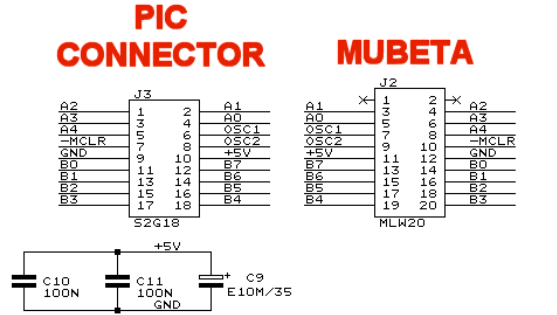 PIC
CONNECTOR
MUBETA
J3
A2 1 2 A1
A3 3 4 A0
A4 5 6 OSC1
-MCLR 7 8 OSC2
GND 9 10 +5V
B0 11 12 B7
B1 13 14 B6
B2 15 16 B5
B3 17 18 B4
S2G18
J2
1 2
A1 3 4 A2
A0 5 6 A3
OSC1 7 8 A4
OSC2 9 10 -MCLR
+5V 11 12 GND
B7 13 14 B0
B6 15 16 B1
B5 17 18 B2
B4 19 20 B3
MLW20
+5V
C10
100N
C11
100N
C9
E10M/35
+
GND